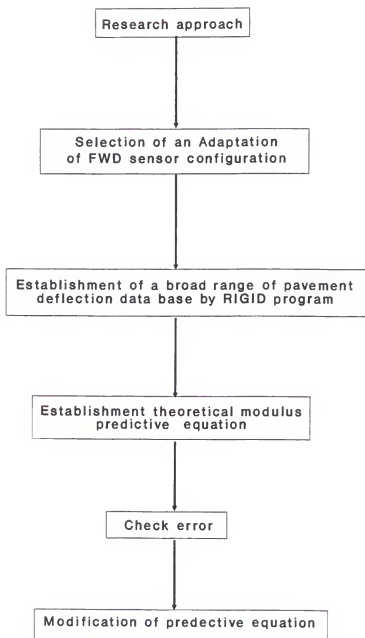 Research approach
Selection of an Adaptation
of FWD sensor configuration
Establishment of a broad range of pavement
deflection data base by RIGID program
Establishment theoretical modulus
predictive equation
Check error
Modification of predective equation